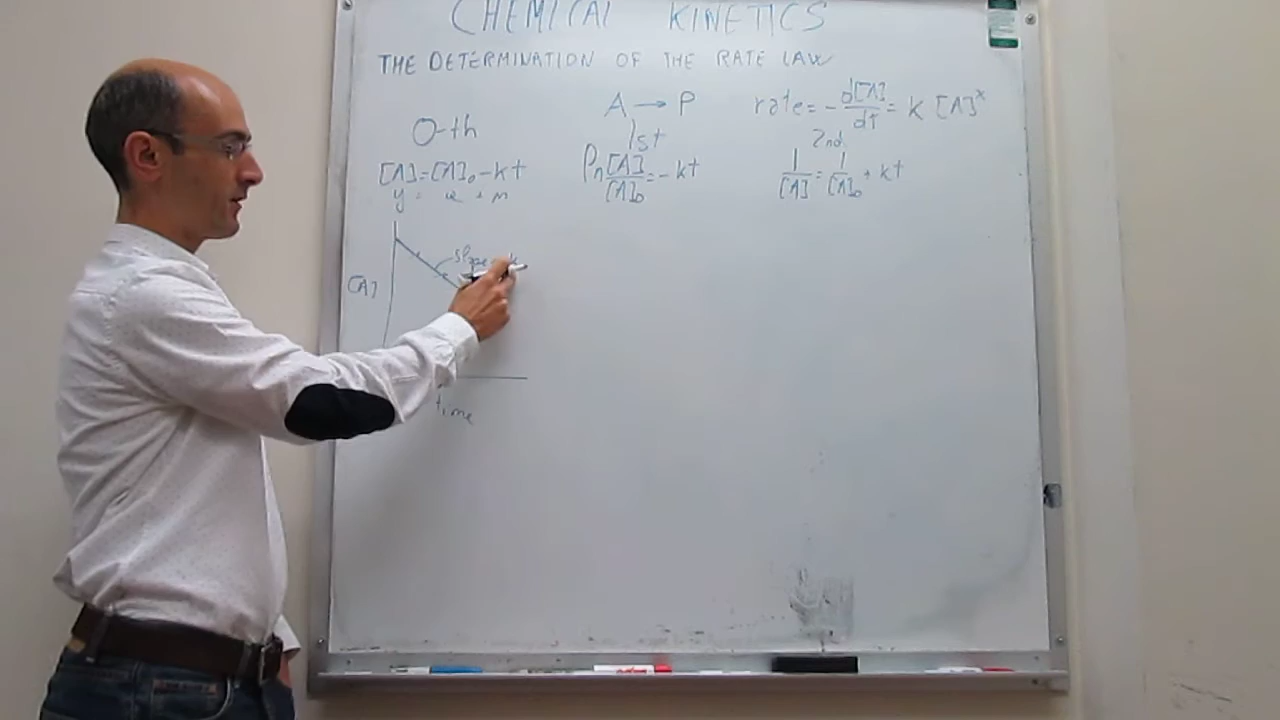 CHEMICAL KINETICS
THE DETERMINATION OF THE RATE LAW
A → P
rate = - d[A]/dt = k [A]^x
0-th
[A] = [A]₀ - kt
y =
1st
ln [A]/[A]₀ = - kt
2nd
1/[A] = 1/[A]₀ + kt
[A]
slope
time